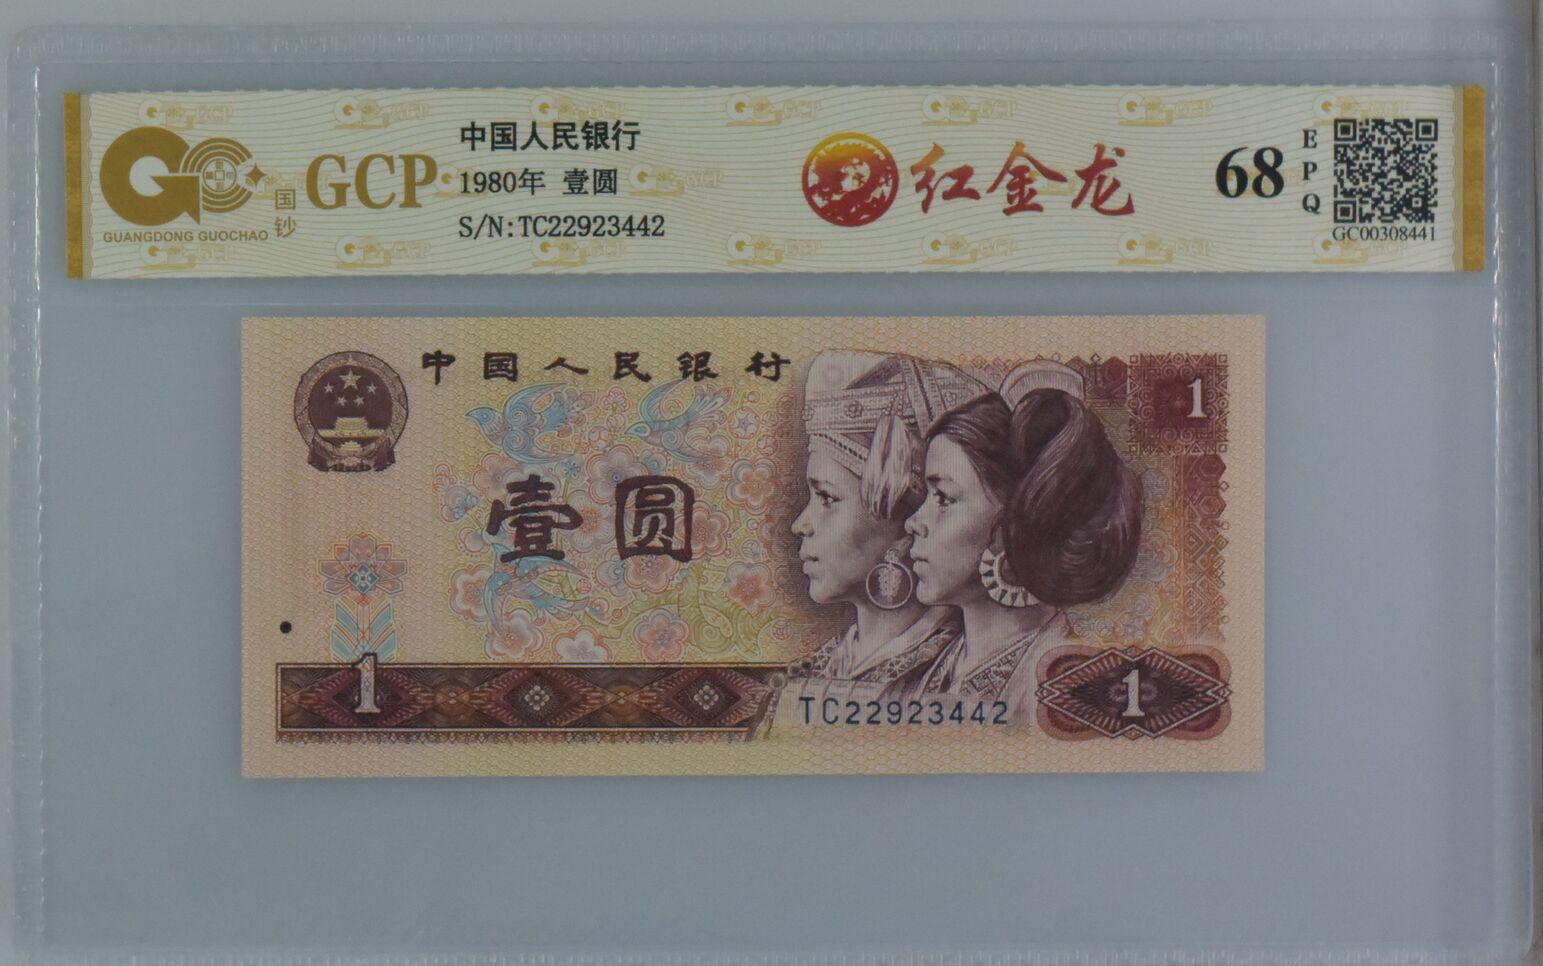 GCP
国钞
GUANGDONG GUOCHAO
中国人民银行
1980年 壹圆
S/N:TC22923442
红金龙
68
EPQ
GC00308441
中国人民银行
1
壹圆
1
TC22923442
1